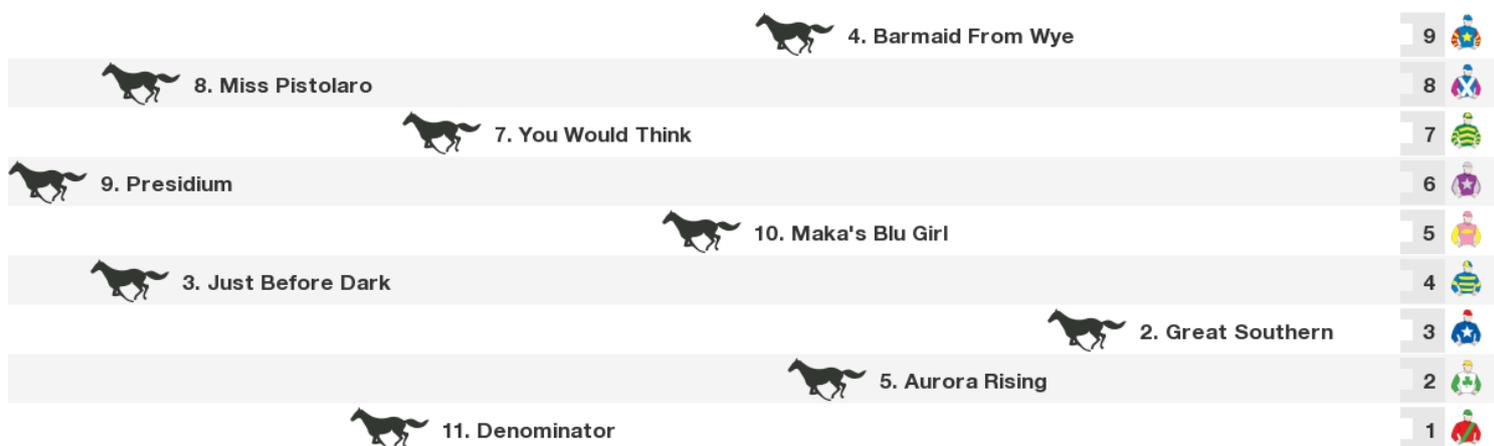 4. Barmaid From Wye 9
8. Miss Pistolaro 8
7. You Would Think 7
9. Presidium 6
10. Maka's Blu Girl 5
3. Just Before Dark 4
2. Great Southern 3
5. Aurora Rising 2
11. Denominator 1